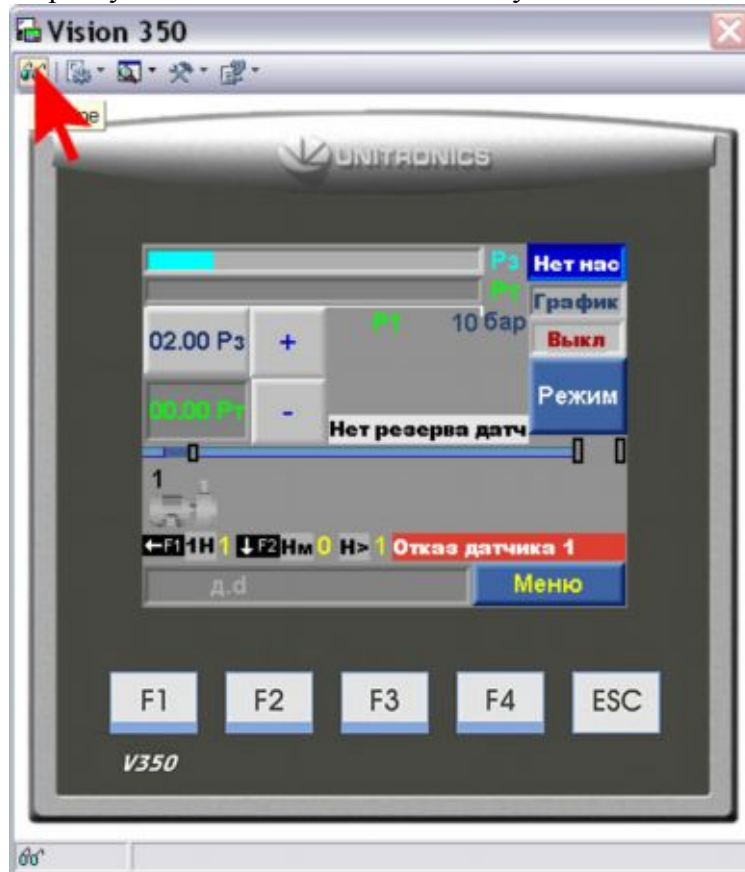 Vision 350
UNITRONICS
Рз
Нет нас
Рт
График
Р1 10 бар
02.00 Рз
+
Выкл
00.00 Рт
-
Режим
Нет резерва датч
1
←F1 1Н 1 ↓F2 Нм 0 Н> 1 Отказ датчика 1
д.d
Меню
F1 F2 F3 F4 ESC
V350